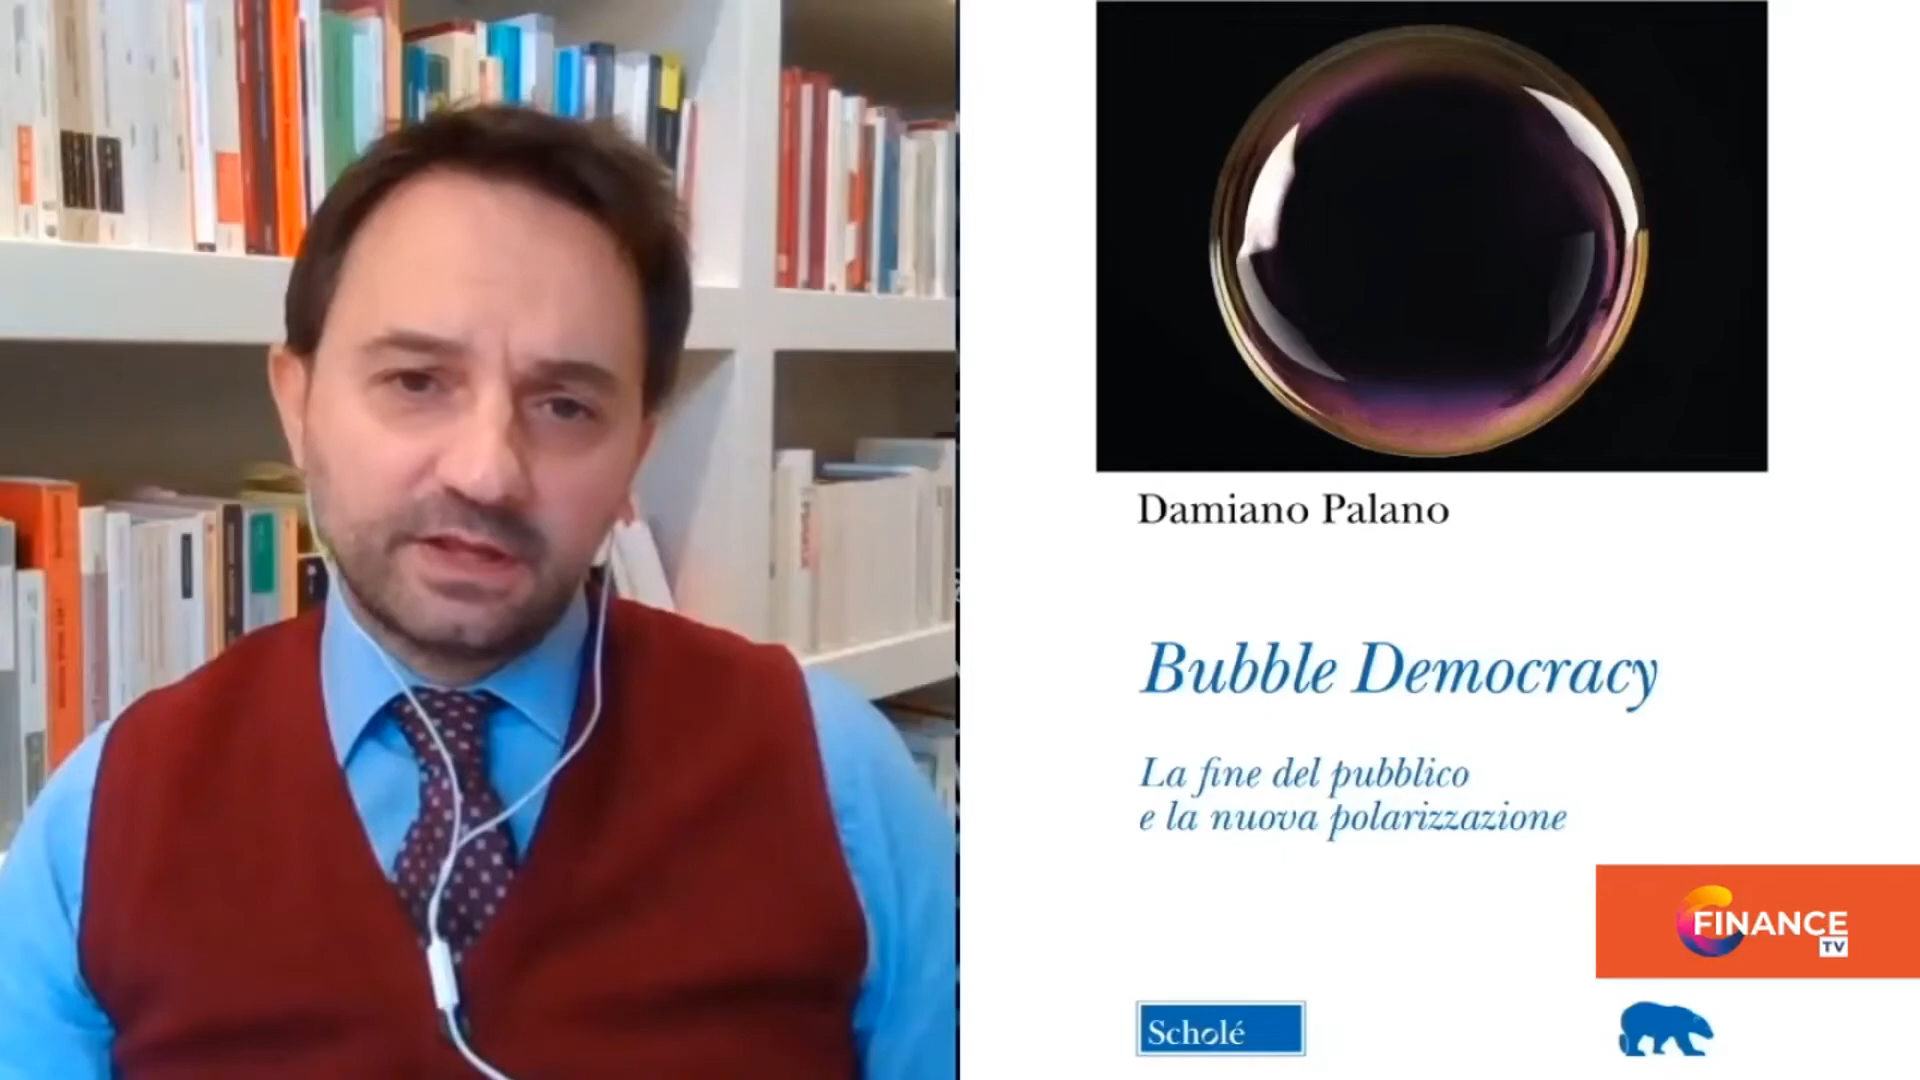 Damiano Palano
Bubble Democracy
La fine del pubblico
e la nuova polarizzazione
FINANCE
TV
Scholé